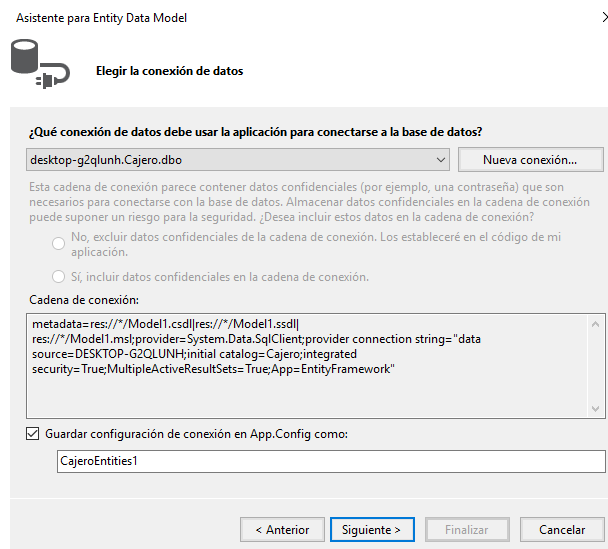 Asistente para Entity Data Model
Elegir la conexión de datos
¿Qué conexión de datos debe usar la aplicación para conectarse a la base de datos?
desktop-g2qlunh.Cajero.dbo
Nueva conexión...
Esta cadena de conexión parece contener datos confidenciales (por ejemplo, una contraseña) que son
necesarios para conectarse con la base de datos. Almacenar datos confidenciales en la cadena de conexión
puede suponer un riesgo para la seguridad. ¿Desea incluir estos datos en la cadena de conexión?
No, excluir datos confidenciales de la cadena de conexión. Los estableceré en el código de mi
aplicación.
Sí, incluir datos confidenciales en la cadena de conexión.
Cadena de conexión:
metadata=res://*/Model1.csdl|res://*/Model1.ssdl|
res://*/Model1.msl;provider=System.Data.SqlClient;provider connection string="data
source=DESKTOP-G2QLUNH;initial catalog=Cajero;integrated
security=True;MultipleActiveResultSets=True;App=EntityFramework"
Guardar configuración de conexión en App.Config como:
CajeroEntities1
< Anterior
Siguiente >
Finalizar
Cancelar